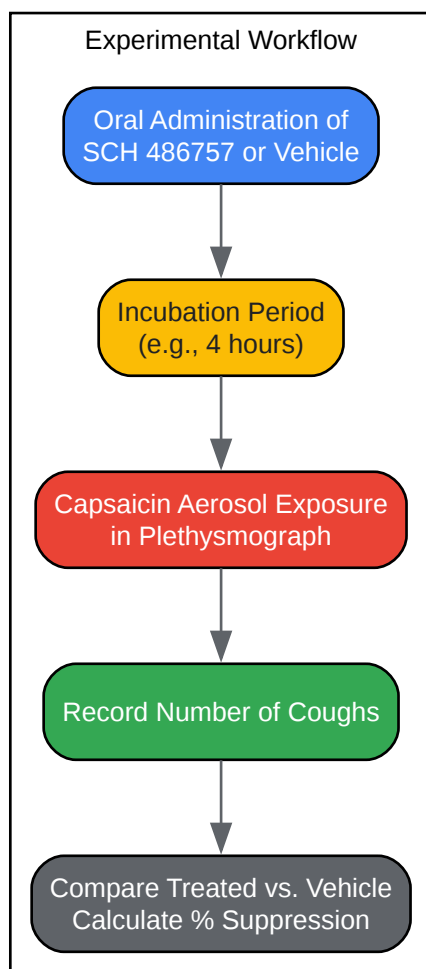 Experimental Workflow
Oral Administration of
SCH 486757 or Vehicle
Incubation Period
(e.g., 4 hours)
Capsaicin Aerosol Exposure
in Plethysmograph
Record Number of Coughs
Compare Treated vs. Vehicle
Calculate % Suppression